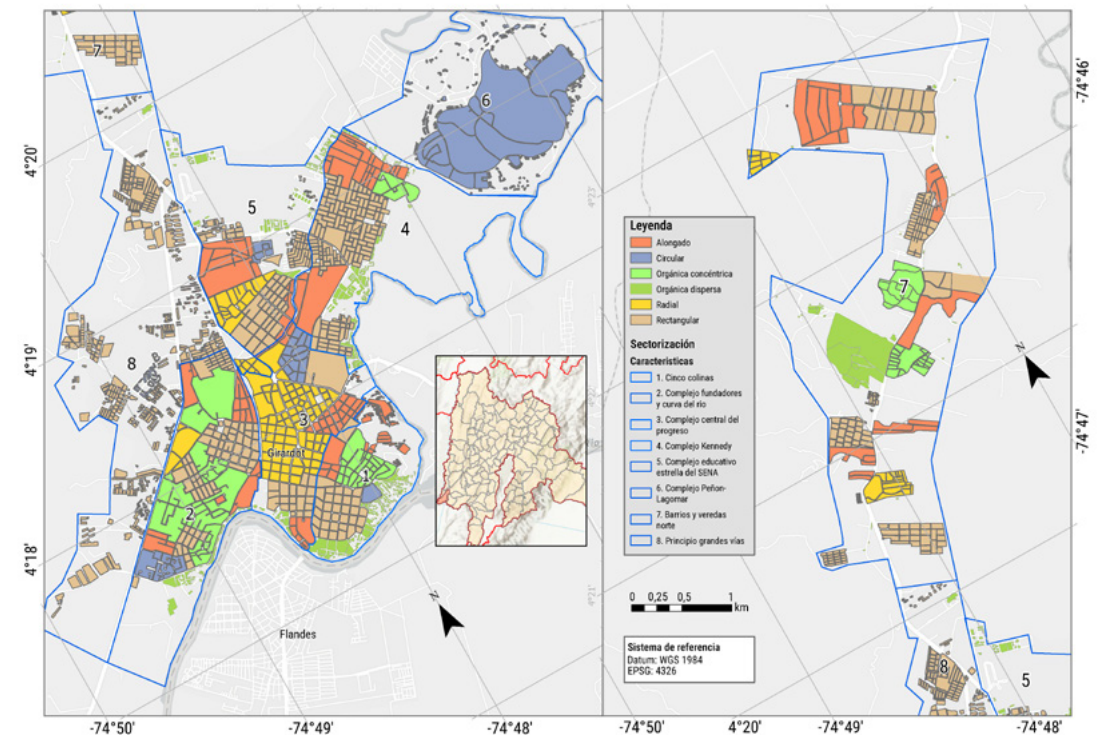 7
6
5
4
8
3
Girardot
1
2
Flandes
N
4°20'
4°19'
4°18'
-74°50'
-74°49'
-74°48'
Leyenda
Alongado
Circular
Orgánica concéntrica
Orgánica dispersa
Radial
Rectangular
Sectorización
Características
1. Cinco colinas
2. Complejo fundadores
y curva del río
3. Complejo central del
progreso
4. Complejo Kennedy
5. Complejo educativo
estrella del SENA
6. Complejo Peñon-
Lagomar
7. Barrios y veredas
norte
8. Principio grandes vías
0 0,25 0,5 1
km
Sistema de referencia
Datum: WGS 1984
EPSG: 4326
7
N
8
5
-74°46'
-74°47'
-74°50'
4°20'
-74°49'
-74°48'